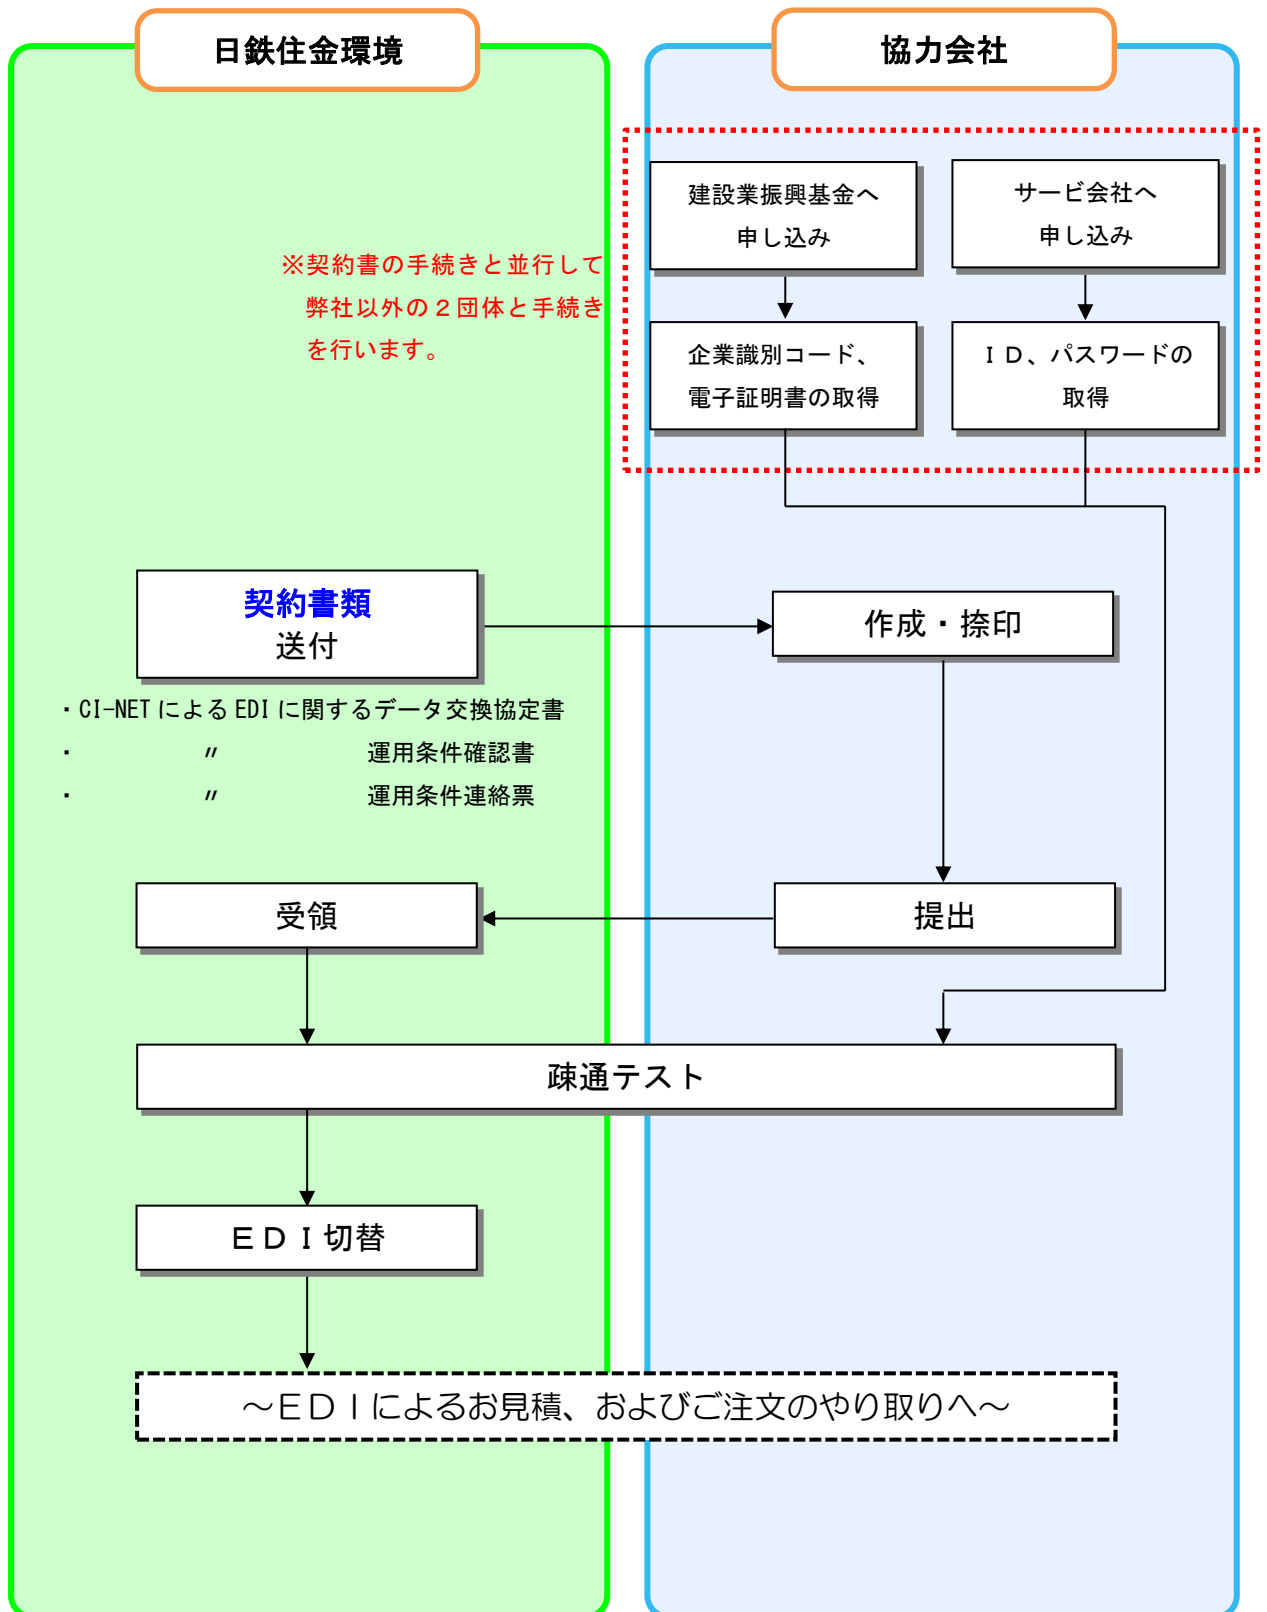 日鉄住金環境
協力会社
建設業振興基金へ
申し込み
サービ会社へ
申し込み
※契約書の手続きと並行して
弊社以外の２団体と手続き
を行います。
企業識別コード、
電子証明書の取得
ＩＤ、パスワードの
取得
契約書類
送付
作成・捺印
・CI-NETによるEDIに関するデータ交換協定書
・ 〃 運用条件確認書
・ 〃 運用条件連絡票
受領
提出
疎通テスト
ＥＤＩ切替
～ＥＤＩによるお見積、およびご注文のやり取りへ～